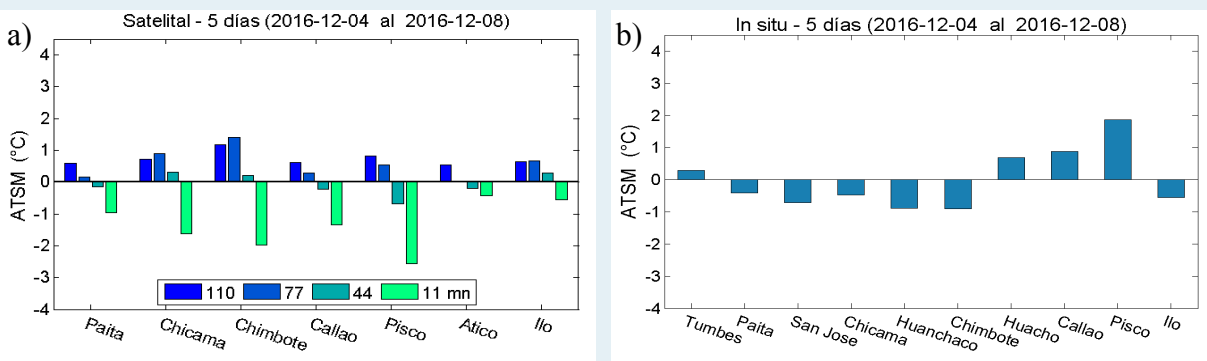 a)
Satelital - 5 días (2016-12-04 al 2016-12-08)
ATSM (°C)
4
3
2
1
0
-1
-2
-3
-4
110 77 44 11 mn
Paita Chicama Chimbote Callao Pisco Atico Ilo
b)
In situ - 5 días (2016-12-04 al 2016-12-08)
ATSM (°C)
4
3
2
1
0
-1
-2
-3
-4
Tumbes Paita San Jose Chicama Huanchaco Chimbote Huacho Callao Pisco Ilo